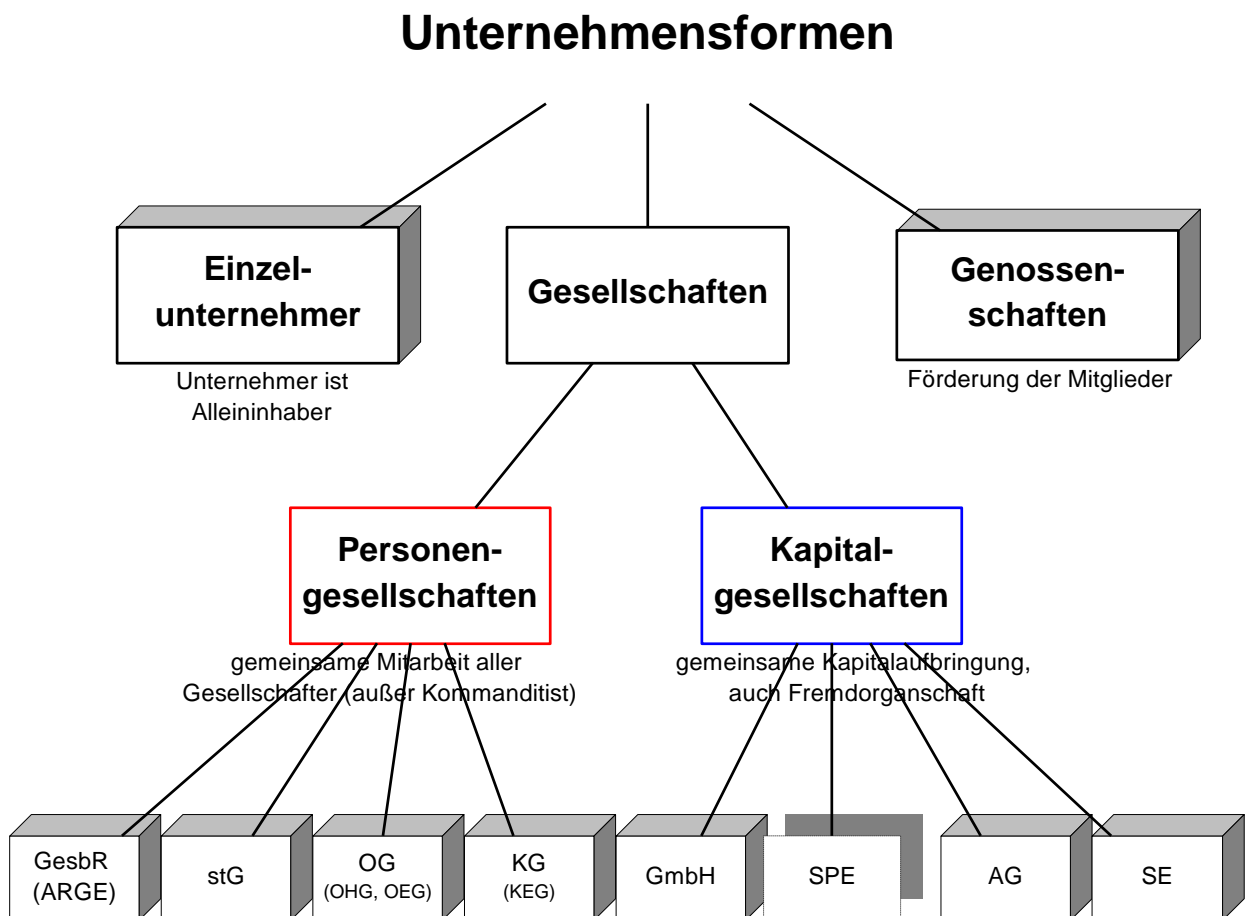 Unternehmensformen
Einzel-
unternehmer
Unternehmer ist
Alleininhaber
Gesellschaften
Genossen-
schaften
Förderung der Mitglieder
Personen-
gesellschaften
gemeinsame Mitarbeit aller
Gesellschafter (außer Kommanditist)
Kapital-
gesellschaften
gemeinsame Kapitalaufbringung,
auch Fremdorganschaft
GesbR
(ARGE)
stG
OG
(OHG, OEG)
KG
(KEG)
GmbH
SPE
AG
SE